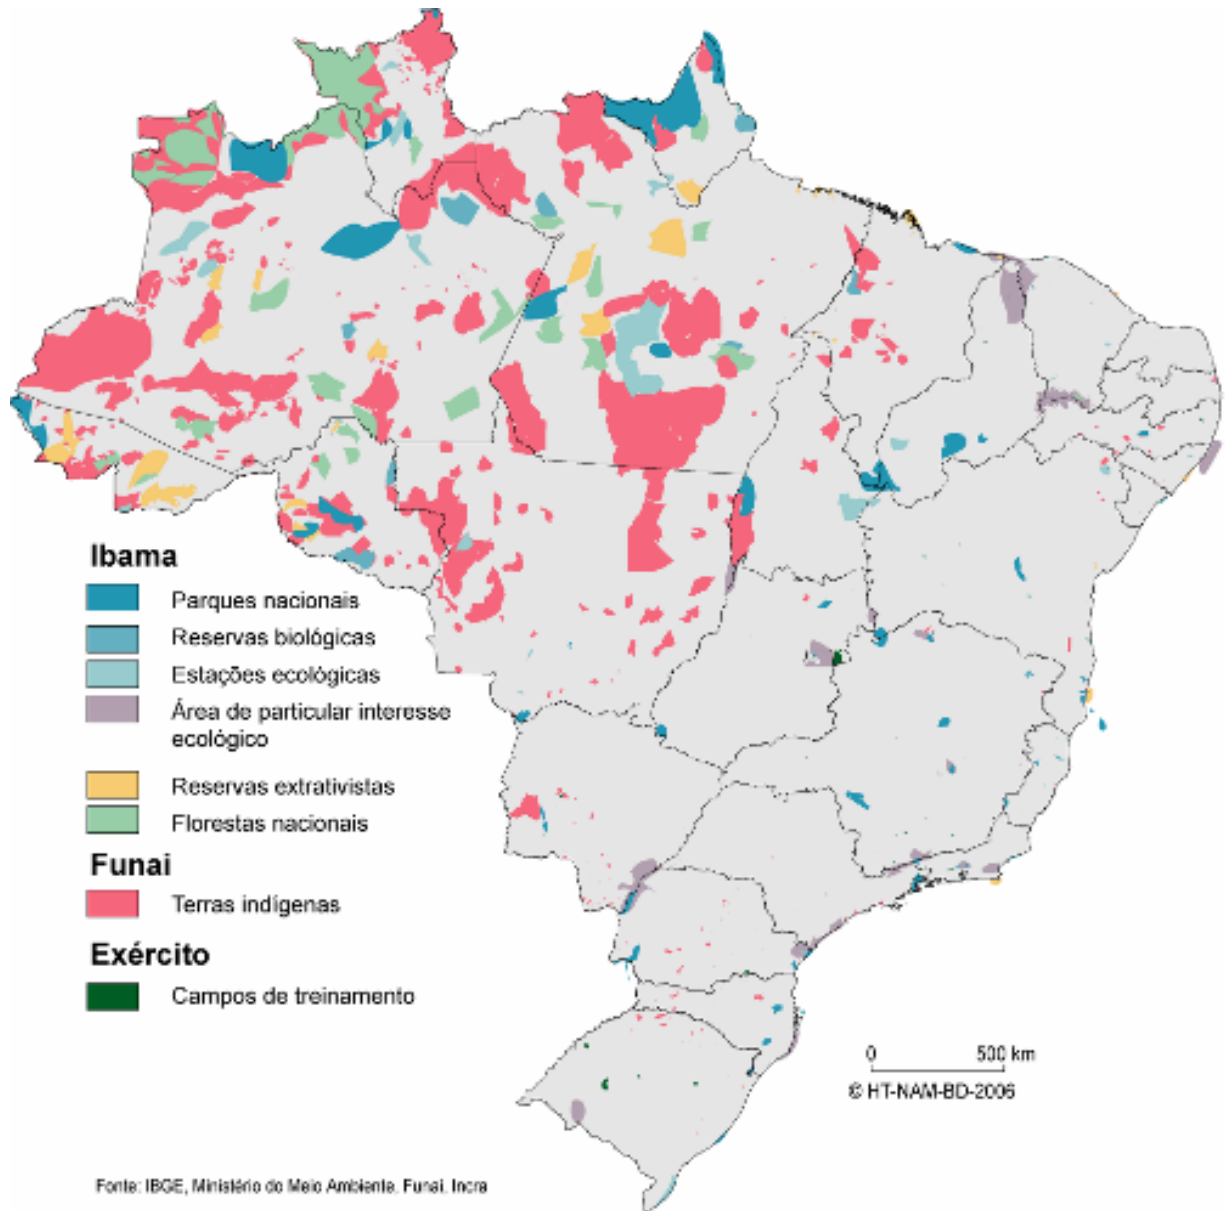 Ibama
Parques nacionais
Reservas biológicas
Estações ecológicas
Área de particular interesse
ecológico
Reservas extrativistas
Florestas nacionais
Funai
Terras indígenas
Exército
Campos de treinamento
0 500 km
© HT-NAM-BD-2006
Fonte: IBGE, Ministério do Meio Ambiente, Funai, Incra